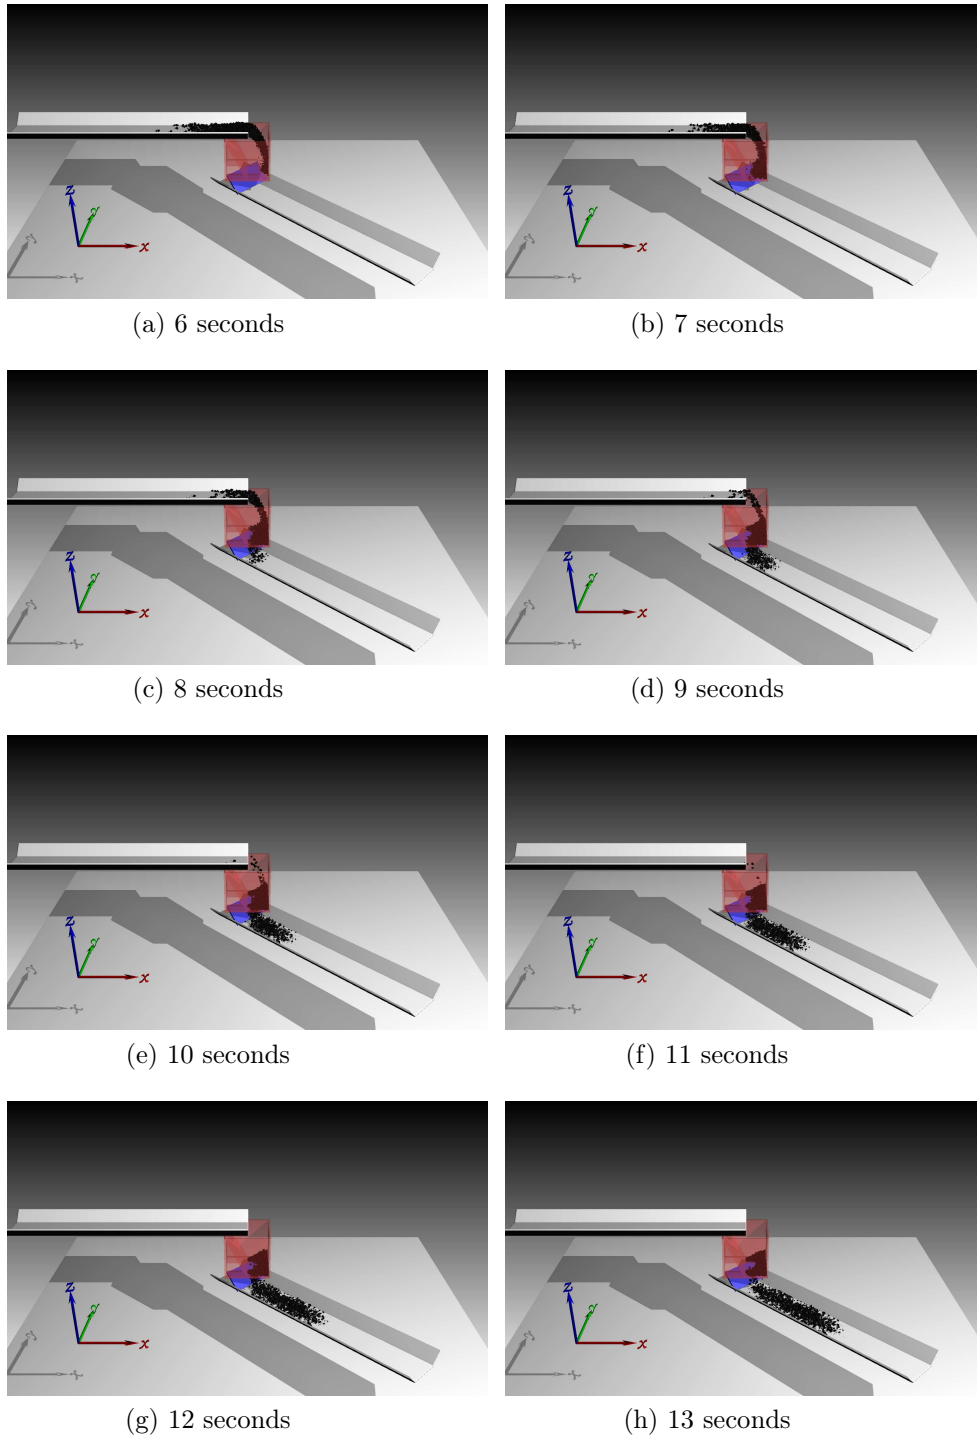 z
y
x
y
x
z
y
x
y
x
(a) 6 seconds
(b) 7 seconds
z
y
x
y
x
z
y
x
y
x
(c) 8 seconds
(d) 9 seconds
z
y
x
y
x
z
y
x
y
x
(e) 10 seconds
(f) 11 seconds
z
y
x
y
x
z
y
x
y
x
(g) 12 seconds
(h) 13 seconds